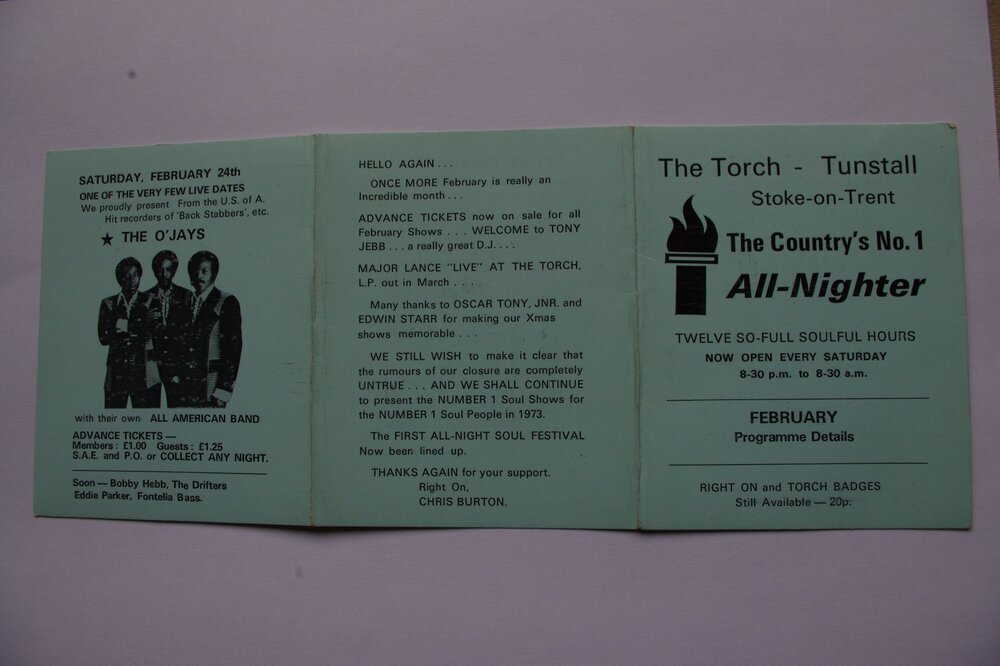 SATURDAY, FEBRUARY 24th
ONE OF THE VERY FEW LIVE DATES
We proudly present From the U.S. of A.
Hit recorders of 'Back Stabbers', etc.
★ THE O'JAYS
with their own ALL AMERICAN BAND
ADVANCE TICKETS —
Members : £1.00 Guests : £1.25
S.A.E. and P.O. or COLLECT ANY NIGHT.
Soon — Bobby Hebb, The Drifters
Eddie Parker, Fontelia Bass.
HELLO AGAIN . . .
ONCE MORE February is really an
Incredible month . . .
ADVANCE TICKETS now on sale for all
February Shows . . . WELCOME to TONY
JEBB . . . a really great D.J. . . .
MAJOR LANCE "LIVE" AT THE TORCH,
L.P. out in March . . .
Many thanks to OSCAR TONY, JNR. and
EDWIN STARR for making our Xmas
shows memorable . . .
WE STILL WISH to make it clear that
the rumours of our closure are completely
UNTRUE . . . AND WE SHALL CONTINUE
to present the NUMBER 1 Soul Shows for
the NUMBER 1 Soul People in 1973.
The FIRST ALL-NIGHT SOUL FESTIVAL
Now been lined up.
THANKS AGAIN for your support.
Right On,
CHRIS BURTON.
The Torch - Tunstall
Stoke-on-Trent
The Country's No. 1
All-Nighter
TWELVE SO-FULL SOULFUL HOURS
NOW OPEN EVERY SATURDAY
8-30 p.m. to 8-30 a.m.
FEBRUARY
Programme Details
RIGHT ON and TORCH BADGES
Still Available — 20p.